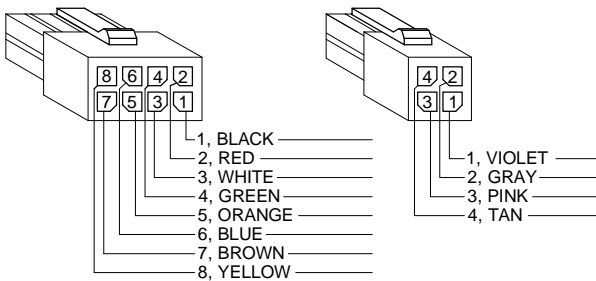 8 6 4 2
7 5 3 1
1, BLACK
2, RED
3, WHITE
4, GREEN
5, ORANGE
6, BLUE
7, BROWN
8, YELLOW
4 2
3 1
1, VIOLET
2, GRAY
3, PINK
4, TAN